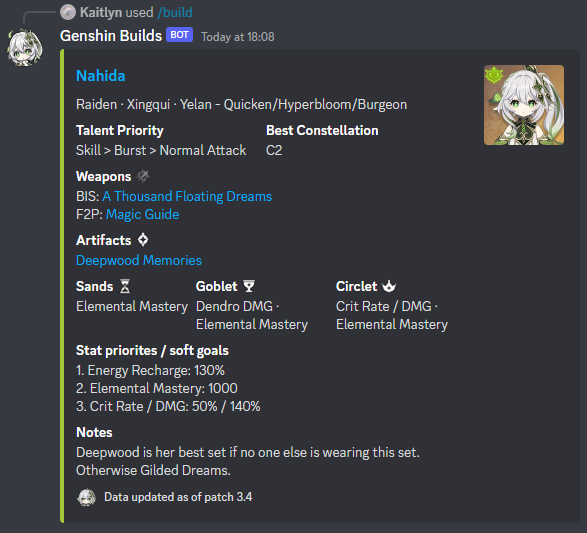 Kaitlyn used /build
Genshin Builds BOT Today at 18:08
Nahida
Raiden · Xingqui · Yelan - Quicken/Hyperbloom/Burgeon
Talent Priority
Skill > Burst > Normal Attack
Best Constellation
C2
Weapons
BIS: A Thousand Floating Dreams
F2P: Magic Guide
Artifacts
Deepwood Memories
Sands
Elemental Mastery
Goblet
Dendro DMG ·
Elemental Mastery
Circlet
Crit Rate / DMG ·
Elemental Mastery
Stat priorites / soft goals
1. Energy Recharge: 130%
2. Elemental Mastery: 1000
3. Crit Rate / DMG: 50% / 140%
Notes
Deepwood is her best set if no one else is wearing this set.
Otherwise Gilded Dreams.
Data updated as of patch 3.4